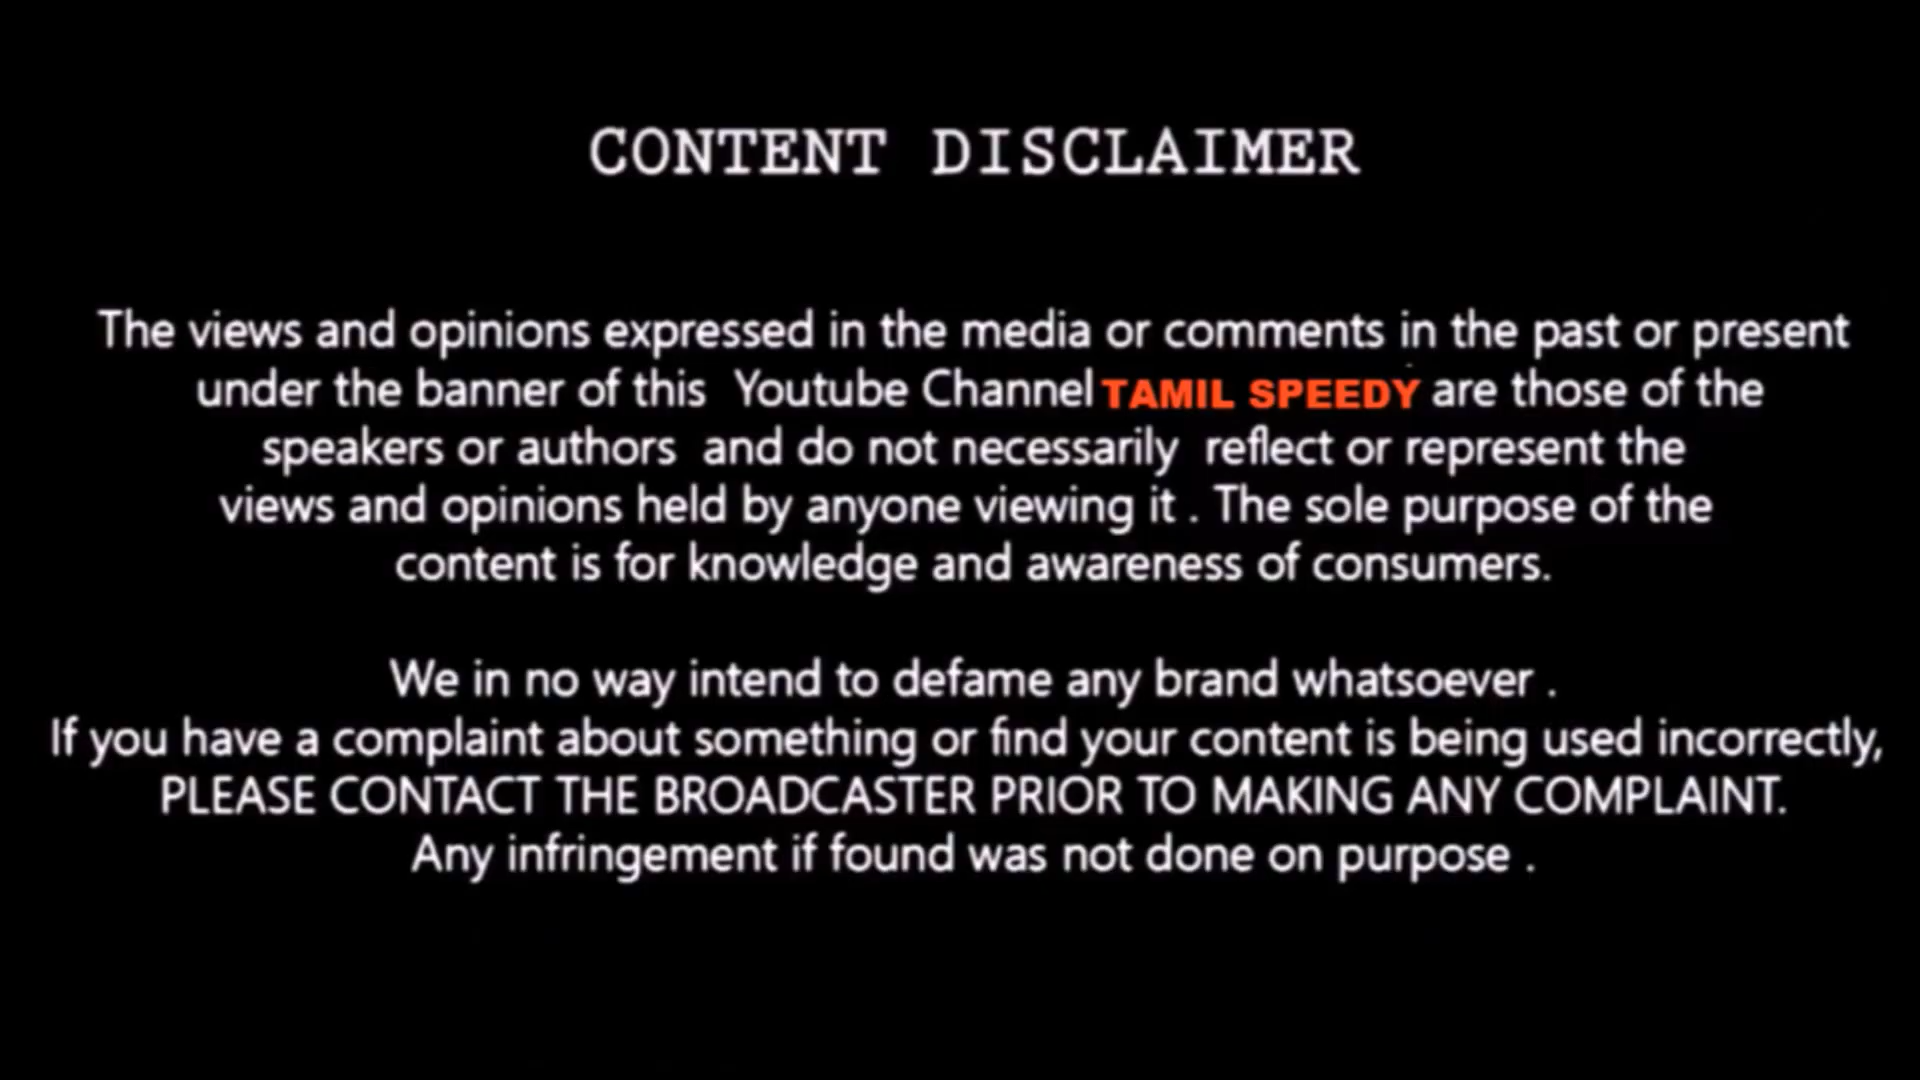 CONTENT DISCLAIMER
The views and opinions expressed in the media or comments in the past or present
under the banner of this Youtube Channel TAMIL SPEEDY are those of the
speakers or authors and do not necessarily reflect or represent the
views and opinions held by anyone viewing it . The sole purpose of the
content is for knowledge and awareness of consumers.
We in no way intend to defame any brand whatsoever .
If you have a complaint about something or find your content is being used incorrectly,
PLEASE CONTACT THE BROADCASTER PRIOR TO MAKING ANY COMPLAINT.
Any infringement if found was not done on purpose .